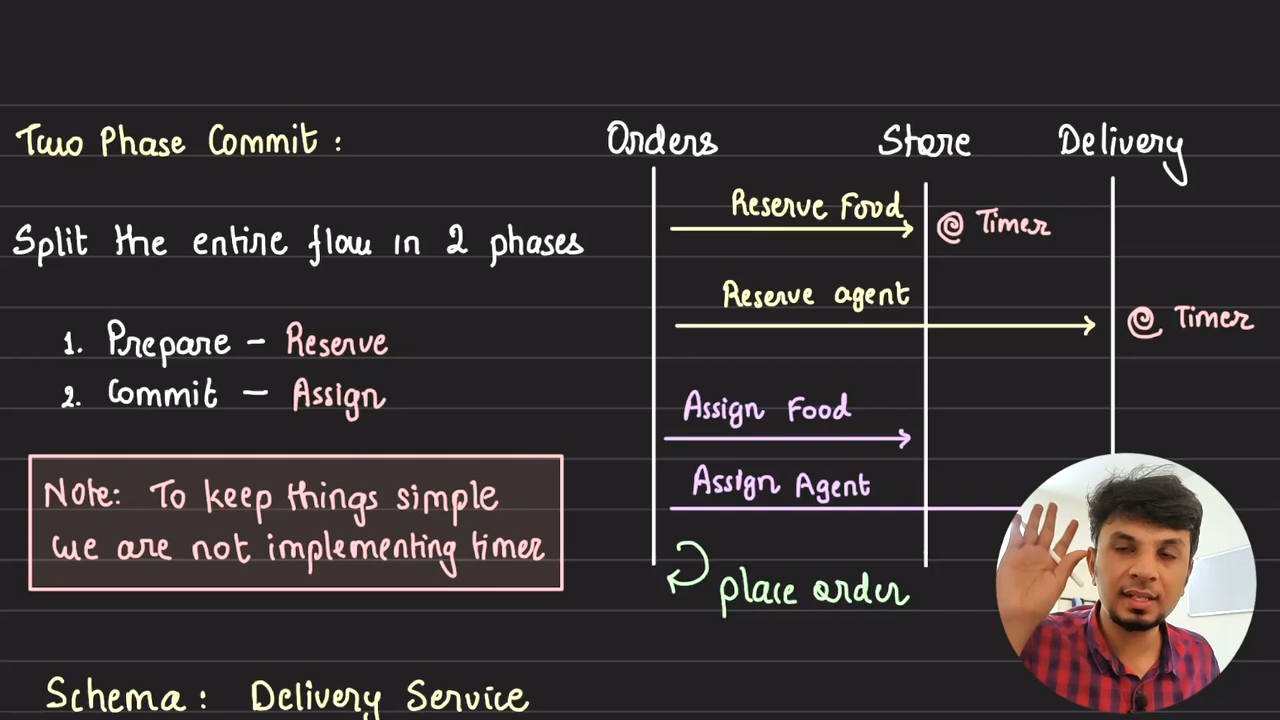 Two Phase Commit :
Split the entire flow in 2 phases
1. Prepare - Reserve
2. Commit - Assign
Note: To keep things simple
we are not implementing timer
Orders Store Delivery
Reserve Food
@ Timer
Reserve agent
@ Timer
Assign Food
Assign Agent
place order
Schema : Delivery Service